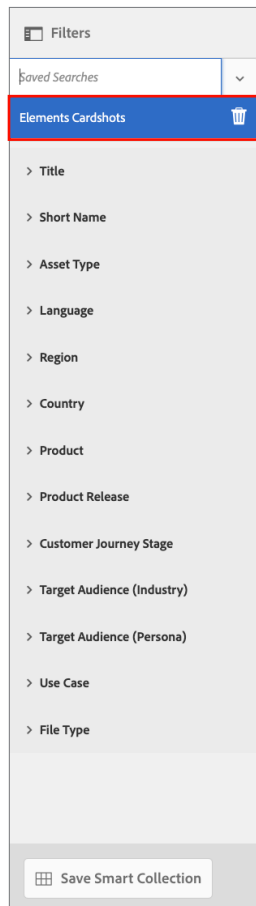 Filters
Saved Searches
Elements Cardshots
Title
Short Name
Asset Type
Language
Region
Country
Product
Product Release
Customer Journey Stage
Target Audience (Industry)
Target Audience (Persona)
Use Case
File Type
Save Smart Collection